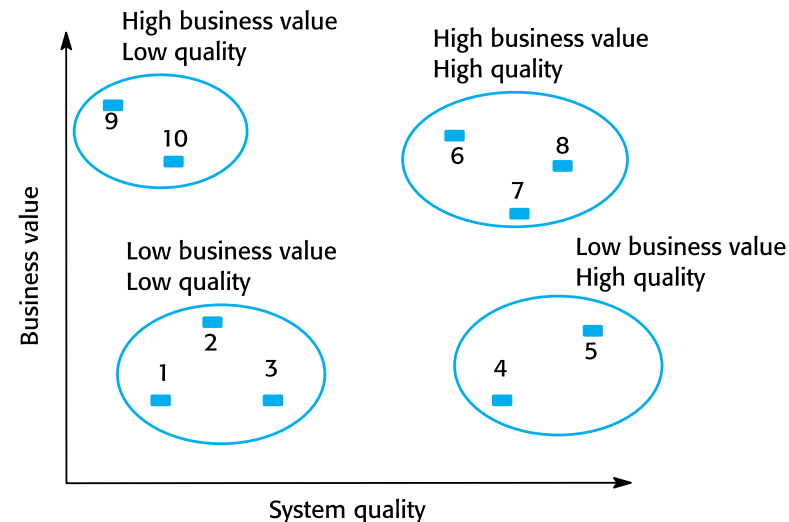 High business value
Low quality
9
10
High business value
High quality
6
8
7
Business value
Low business value
Low quality
2
1
3
Low business value
High quality
5
4
System quality